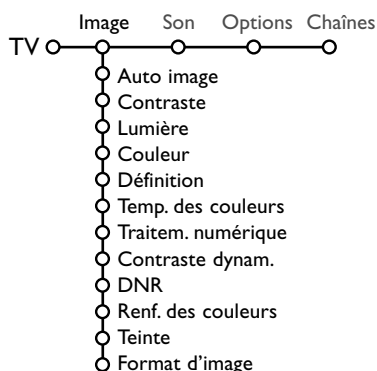 Image Son Options Chaînes
TV
Auto image
Contraste
Lumière
Couleur
Définition
Temp. des couleurs
Traitem. numérique
Contraste dynam.
DNR
Renf. des couleurs
Teinte
Format d'image